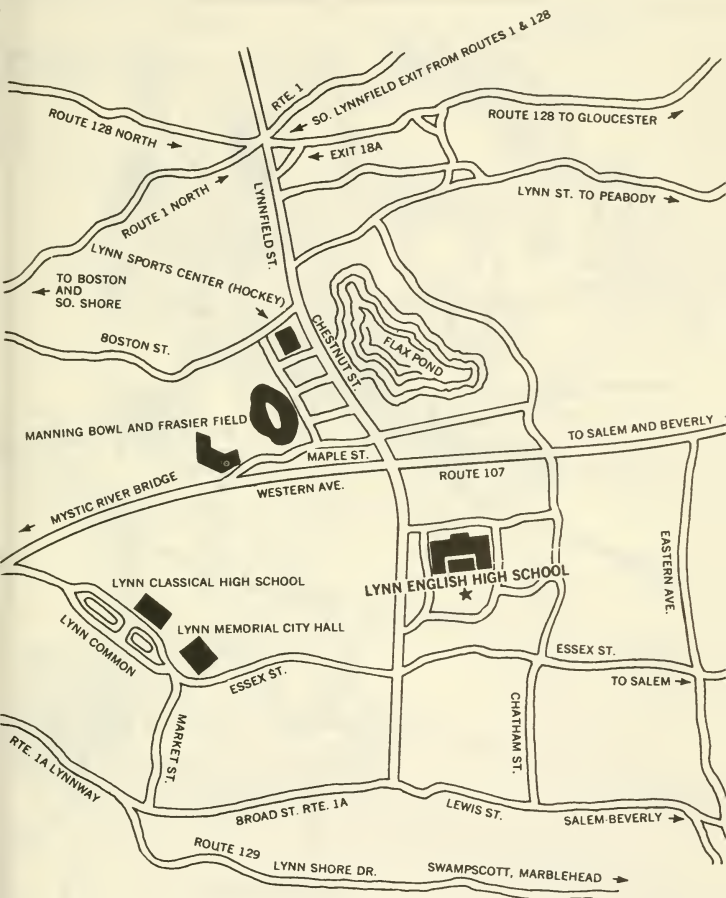 RTE. 1
SO. LYNNFIELD EXIT FROM ROUTES 1 & 128
ROUTE 128 NORTH
ROUTE 128 TO GLOUCESTER
EXIT 18A
ROUTE 1 NORTH
LYNNFIELD ST.
LYNN ST. TO PEABODY
LYNN SPORTS CENTER (HOCKEY)
TO BOSTON
AND
SO. SHORE
BOSTON ST.
CHESTNUT ST.
FLAX POND
MANNING BOWL AND FRASIER FIELD
TO SALEM AND BEVERLY
MAPLE ST.
MYSTIC RIVER BRIDGE
WESTERN AVE.
ROUTE 107
EASTERN AVE.
LYNN ENGLISH HIGH SCHOOL
LYNN CLASSICAL HIGH SCHOOL
LYNN MEMORIAL CITY HALL
LYNN COMMON
ESSEX ST.
ESSEX ST.
TO SALEM
MARKET ST.
CHATHAM ST.
RTE. 1A LYNNWAY
BROAD ST. RTE. 1A
LEWIS ST.
SALEM-BEVERLY
ROUTE 129
LYNN SHORE DR.
SWAMPSCOTT, MARBLEHEAD